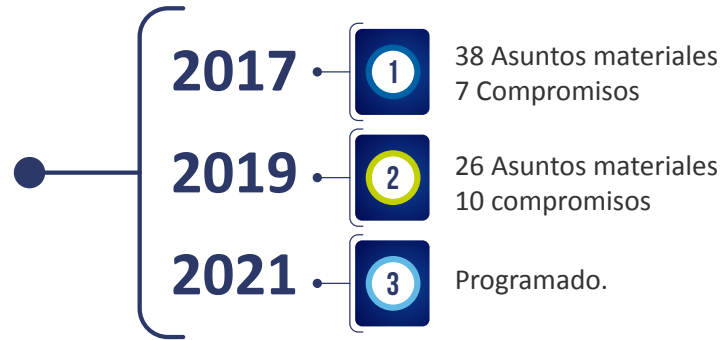 2017
1
38 Asuntos materiales
7 Compromisos
2019
2
26 Asuntos materiales
10 compromisos
2021
3
Programado.